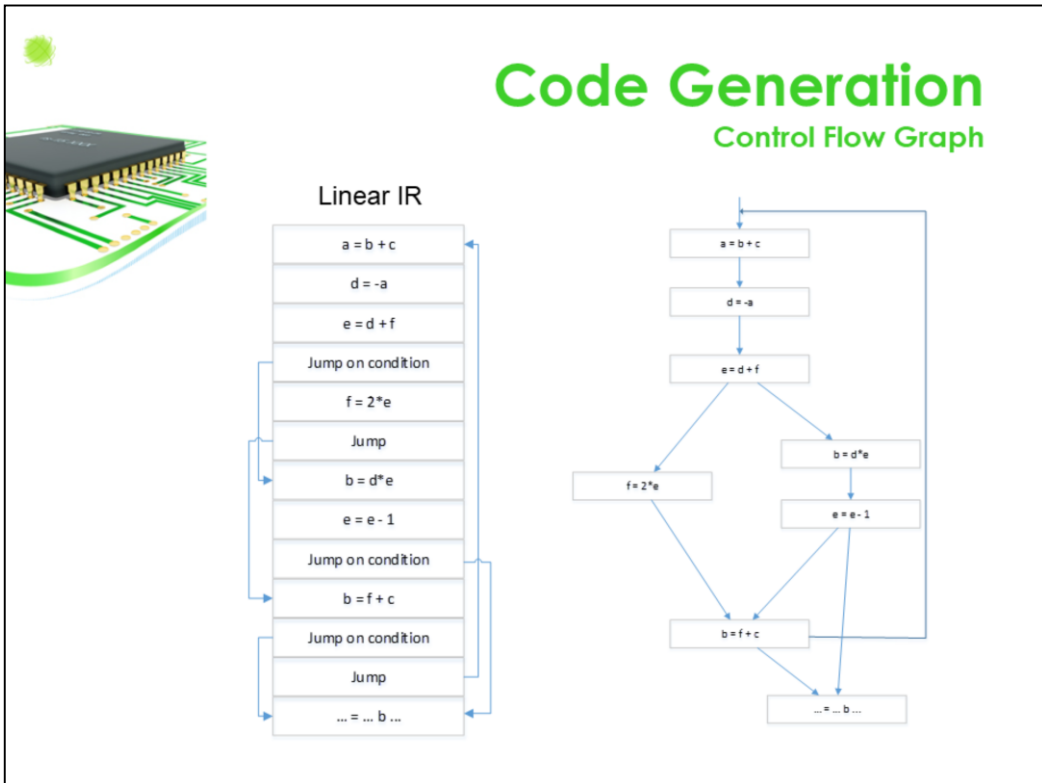 Code Generation
Control Flow Graph
Linear IR
a = b + c
d = -a
e = d + f
Jump on condition
f = 2*e
Jump
b = d* e
e = e - 1
Jump on condition
b = f + c
Jump on condition
Jump
... = ... b ...
a = b + c
d = -a
e = d + f
b = d*e
f = 2*e
e = e - 1
b = f + c
... = ... b ...